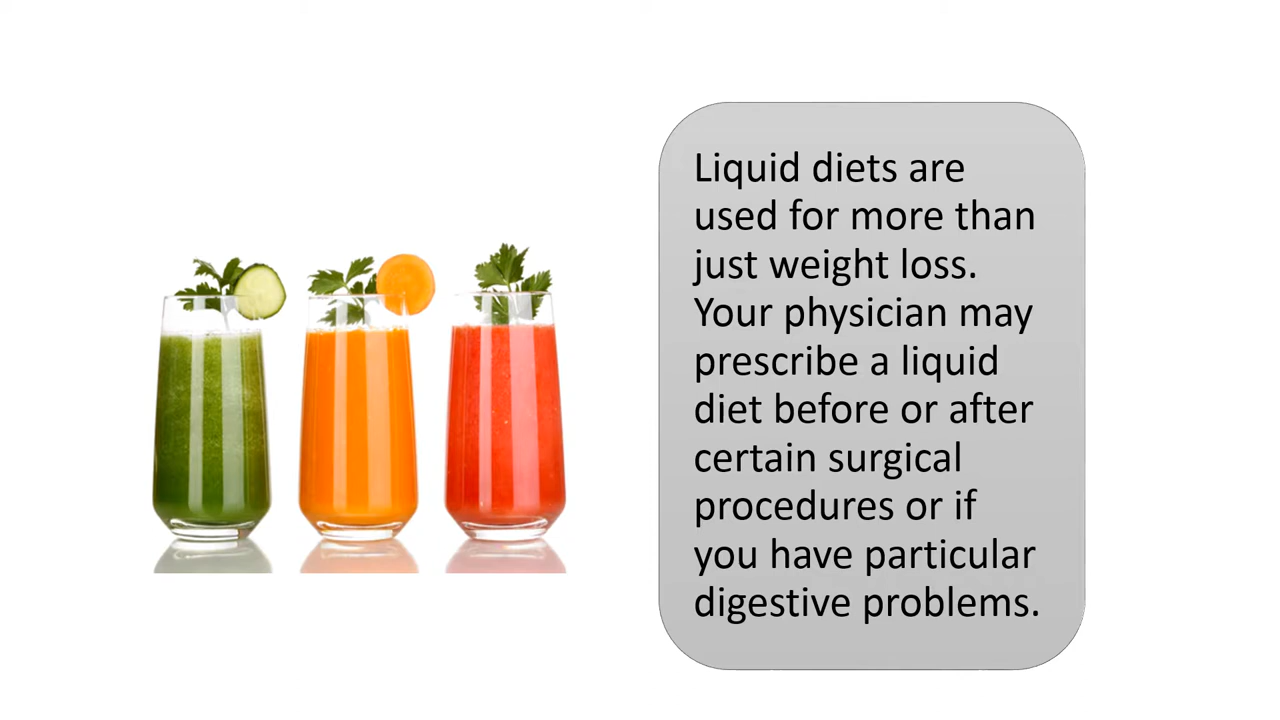 Liquid diets are
used for more than
just weight loss.
Your physician may
prescribe a liquid
diet before or after
certain surgical
procedures or if
you have particular
digestive problems.